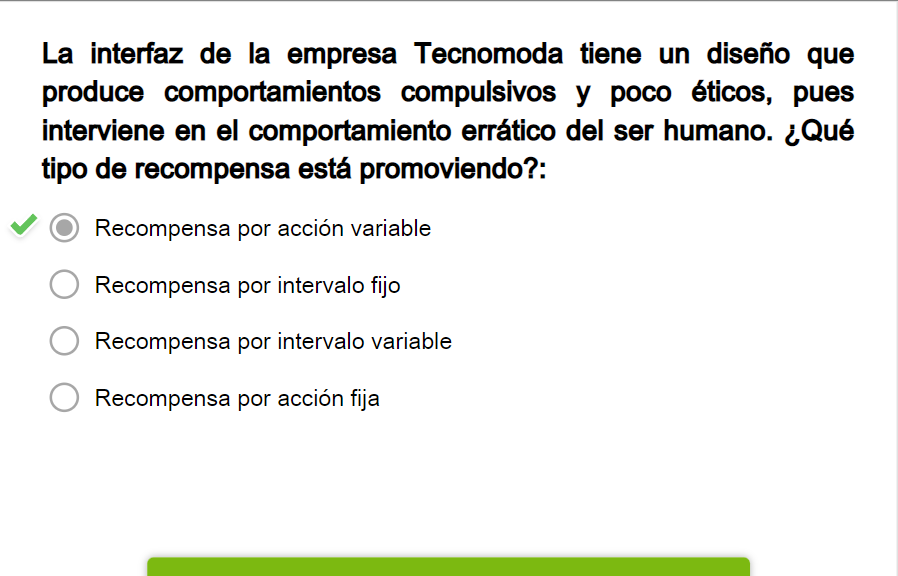 La interfaz de la empresa Tecnomoda tiene un diseño que
produce comportamientos compulsivos y poco éticos, pues
interviene en el comportamiento errático del ser humano. ¿Qué
tipo de recompensa está promoviendo?:
Recompensa por acción variable
Recompensa por intervalo fijo
Recompensa por intervalo variable
Recompensa por acción fija